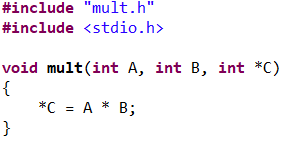 #include "mult.h"
#include <stdio.h>
void mult(int A, int B, int *C)
{
*C = A * B;
}